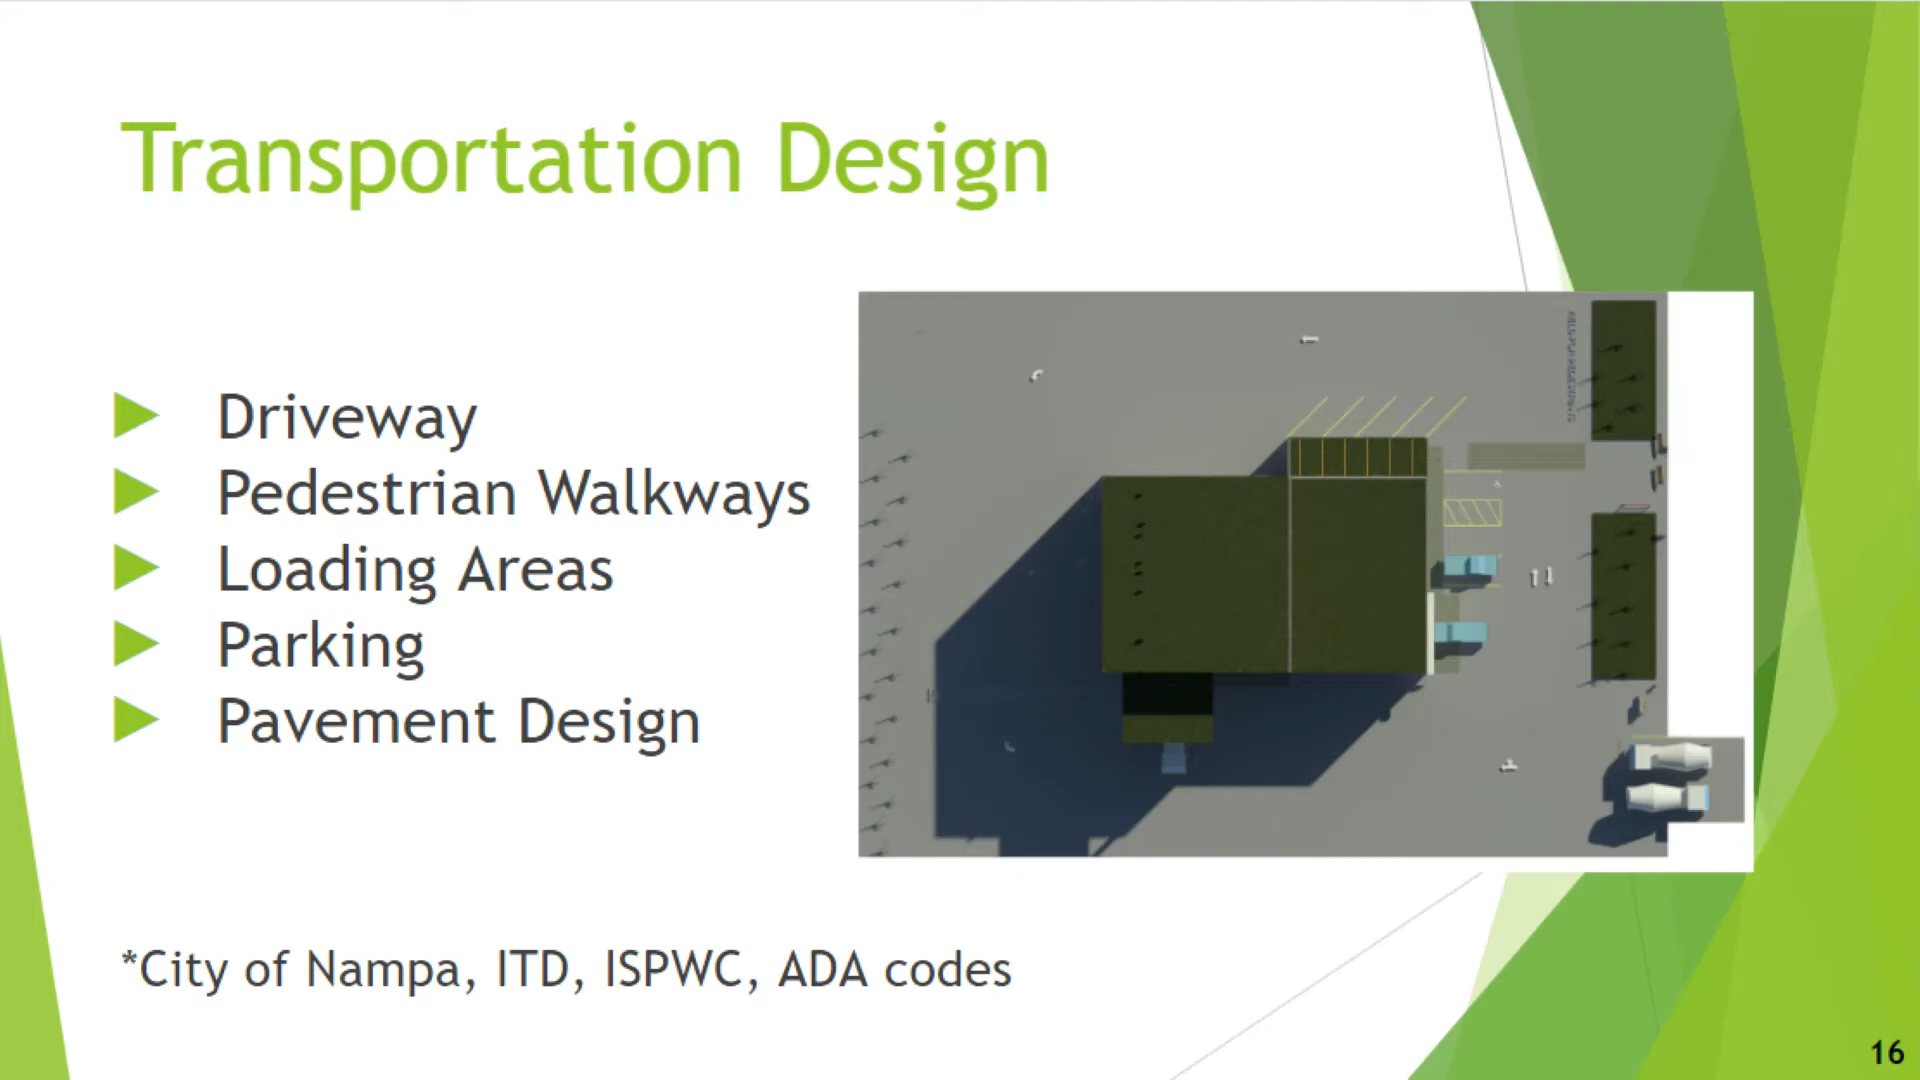 Transportation Design
Driveway
Pedestrian Walkways
Loading Areas
Parking
Pavement Design
*City of Nampa, ITD, ISPWC, ADA codes
16